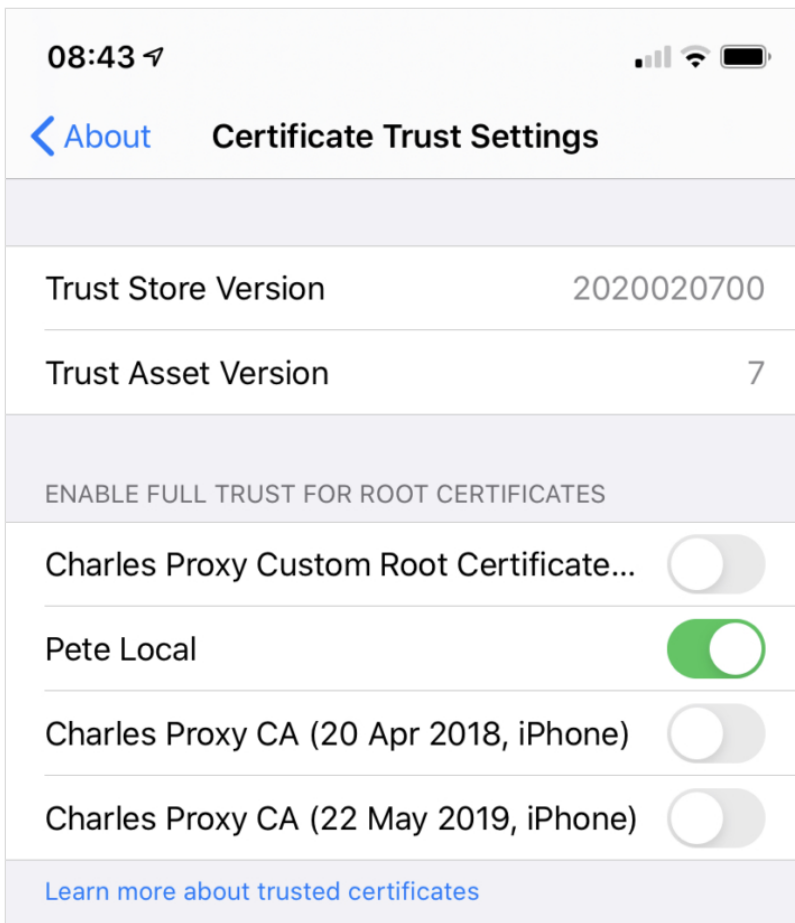 08:43
About Certificate Trust Settings
Trust Store Version 2020020700
Trust Asset Version 7
ENABLE FULL TRUST FOR ROOT CERTIFICATES
Charles Proxy Custom Root Certificate...
Pete Local
Charles Proxy CA (20 Apr 2018, iPhone)
Charles Proxy CA (22 May 2019, iPhone)
Learn more about trusted certificates